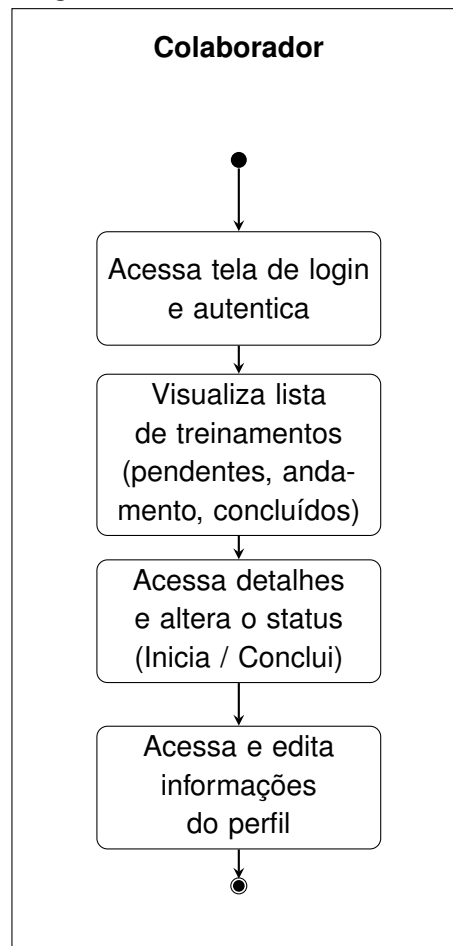 Colaborador
Acessa tela de login
e autentica
Visualiza lista
de treinamentos
(pendentes, anda-
mento, concluídos)
Acessa detalhes
e altera o status
(Inicia / Conclui)
Acessa e edita
informações
do perfil